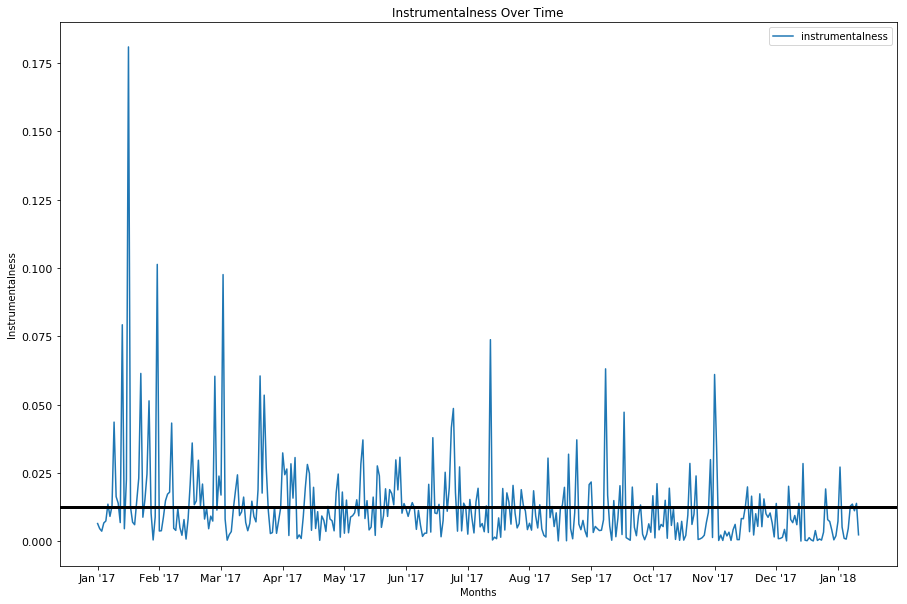 Instrumentalness Over Time
instrumentalness
0.175
0.150
0.125
0.100
0.075
0.050
0.025
0.000
Instrumentalness
Jan '17 Feb '17 Mar '17 Apr '17 May '17 Jun '17 Jul '17 Aug '17 Sep '17 Oct '17 Nov '17 Dec '17 Jan '18
Months